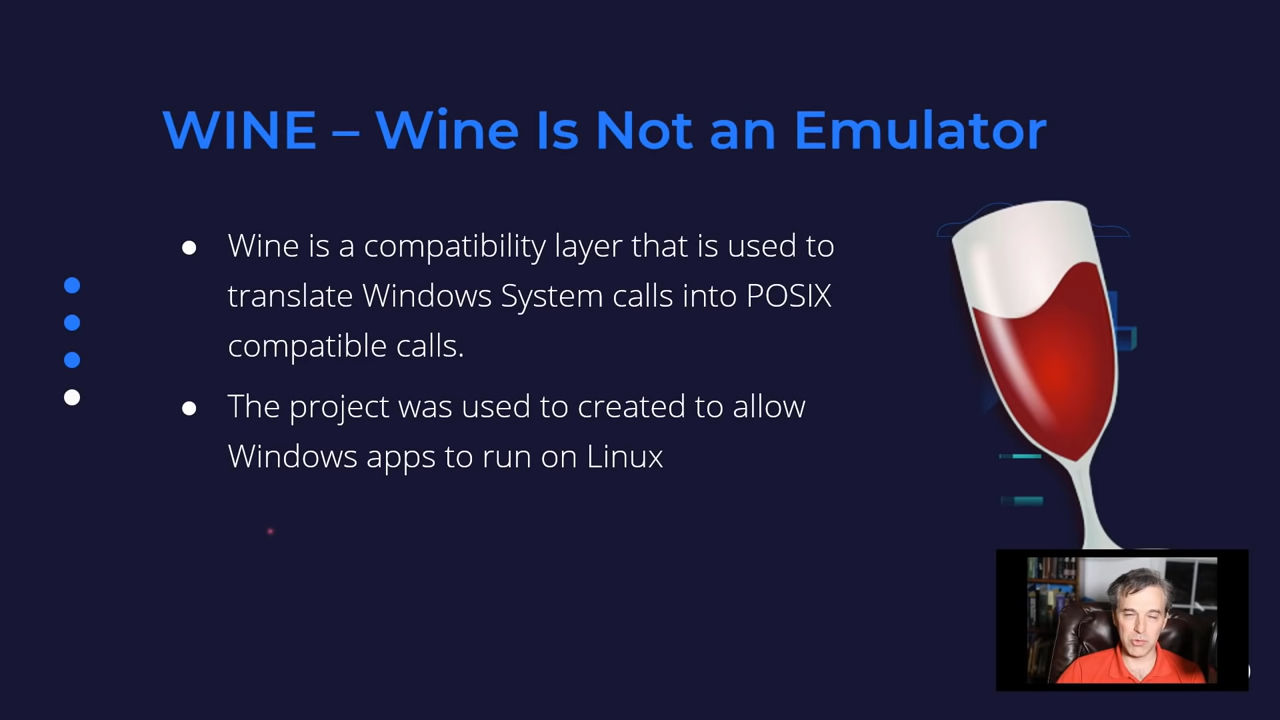 WINE – Wine Is Not an Emulator
● Wine is a compatibility layer that is used to
translate Windows System calls into POSIX
compatible calls.
● The project was used to created to allow
Windows apps to run on Linux